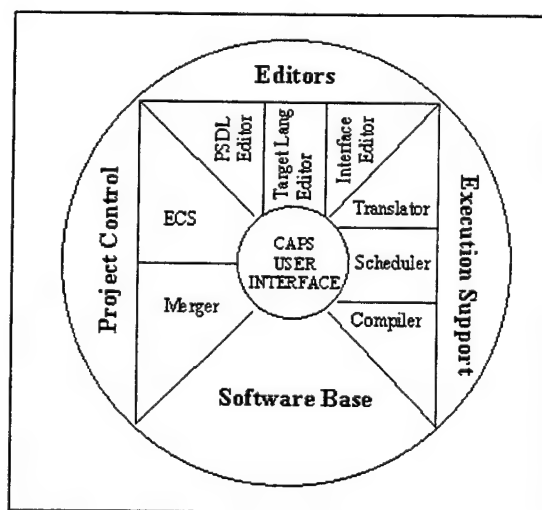 Editors
PSDL
Editor
Target Lang
Editor
Interface
Editor
Project Control
ECS
Merger
CAPS
USER
INTERFACE
Translator
Scheduler
Compiler
Execution Support
Software Base